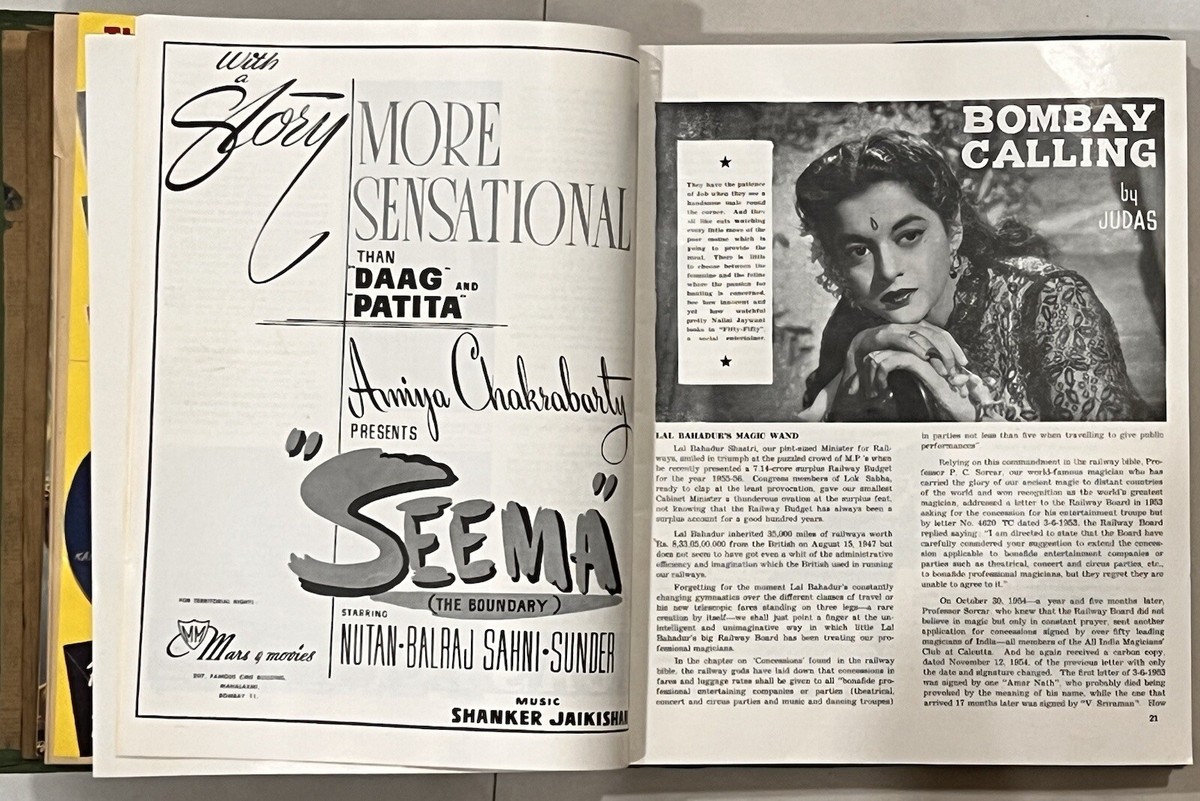 With
a
Story
MORE
SENSATIONAL
THAN
"DAAG" AND
"PATITA"
Amiya Chakrabarty
PRESENTS
"SEEMA"
(THE BOUNDARY)
STARRING
NUTAN·BALRAJ SAHNI·SUNDER
FOR TERRITORIAL RIGHTS:
MM
Mars & movies
207, FAMOUS CINE BUILDING,
MAHALAXMI,
BOMBAY 11.
MUSIC
SHANKER JAIKISHAN
BOMBAY
CALLING
by
JUDAS
They have the patience
of Job when they see a
handsome male round
the corner. And they
all like cats watching
every little move of the
poor mouse which is
going to provide the
meal. There is little
to choose between the
feminine and the feline
where the passion for
hunting is concerned.
See how innocent and
yet how watchful
pretty Nalini Jaywant
looks in "Fifty-Fifty",
a social entertainer.
LAL BAHADUR'S MAGIC WAND
Lal Bahadur Shastri, our pint-sized Minister for Rail-
ways, smiled in triumph at the puzzled crowd of M.P.'s when
he recently presented a 7.14-crore surplus Railway Budget
for the year 1955-56. Congress members of Lok Sabha,
ready to clap at the least provocation, gave our smallest
Cabinet Minister a thunderous ovation at the surplus feat,
not knowing that the Railway Budget has always been a
surplus account for a good hundred years.
Lal Bahadur inherited 35,000 miles of railways worth
Rs. 8,33,05,00,000 from the British on August 15, 1947 but
does not seem to have got even a whit of the administrative
efficiency and imagination which the British used in running
our railways.
Forgetting for the moment Lal Bahadur's constantly
changing gymnastics over the different classes of travel or
his new telescopic fares standing on three legs—a rare
creation by itself—we shall just point a finger at the un-
intelligent and unimaginative way in which little Lal
Bahadur's big Railway Board has been treating our pro-
fessional magicians.
In the chapter on 'Concessions' found in the railway
bible, the railway gods have laid down that concessions in
fares and luggage rates shall be given to all "bonafide pro-
fessional entertaining companies or parties (theatrical,
concert and circus parties and music and dancing troupes)
in parties not less than five when travelling to give public
performances"
Relying on this commandment in the railway bible, Pro-
fessor P. C. Sorcar, our world-famous magician who has
carried the glory of our ancient magic to distant countries
of the world and won recognition as the world's greatest
magician, addressed a letter to the Railway Board in 1953
asking for the concession for his entertainment troupe but
by letter No. 4620 TC dated 3-6-1953, the Railway Board
replied saying: "I am directed to state that the Board have
carefully considered your suggestion to extend the conces-
sion applicable to bonafide entertainment companies or
parties such as theatrical, concert and circus parties, etc.,
to bonafide professional magicians, but they regret they are
unable to agree to it."
On October 30, 1954—a year and five months later,
Professor Sorcar, who knew that the Railway Board did not
believe in magic but only in constant prayer, sent another
application for concessions signed by over fifty leading
magicians of India—all members of the All India Magicians'
Club at Calcutta. And he again received a carbon copy,
dated November 12, 1954, of the previous letter with only
the date and signature changed. The first letter of 3-6-1953
was signed by one "Amar Nath", who probably died being
provoked by the meaning of his name, while the one that
arrived 17 months later was signed by "V Sriraman". How
21